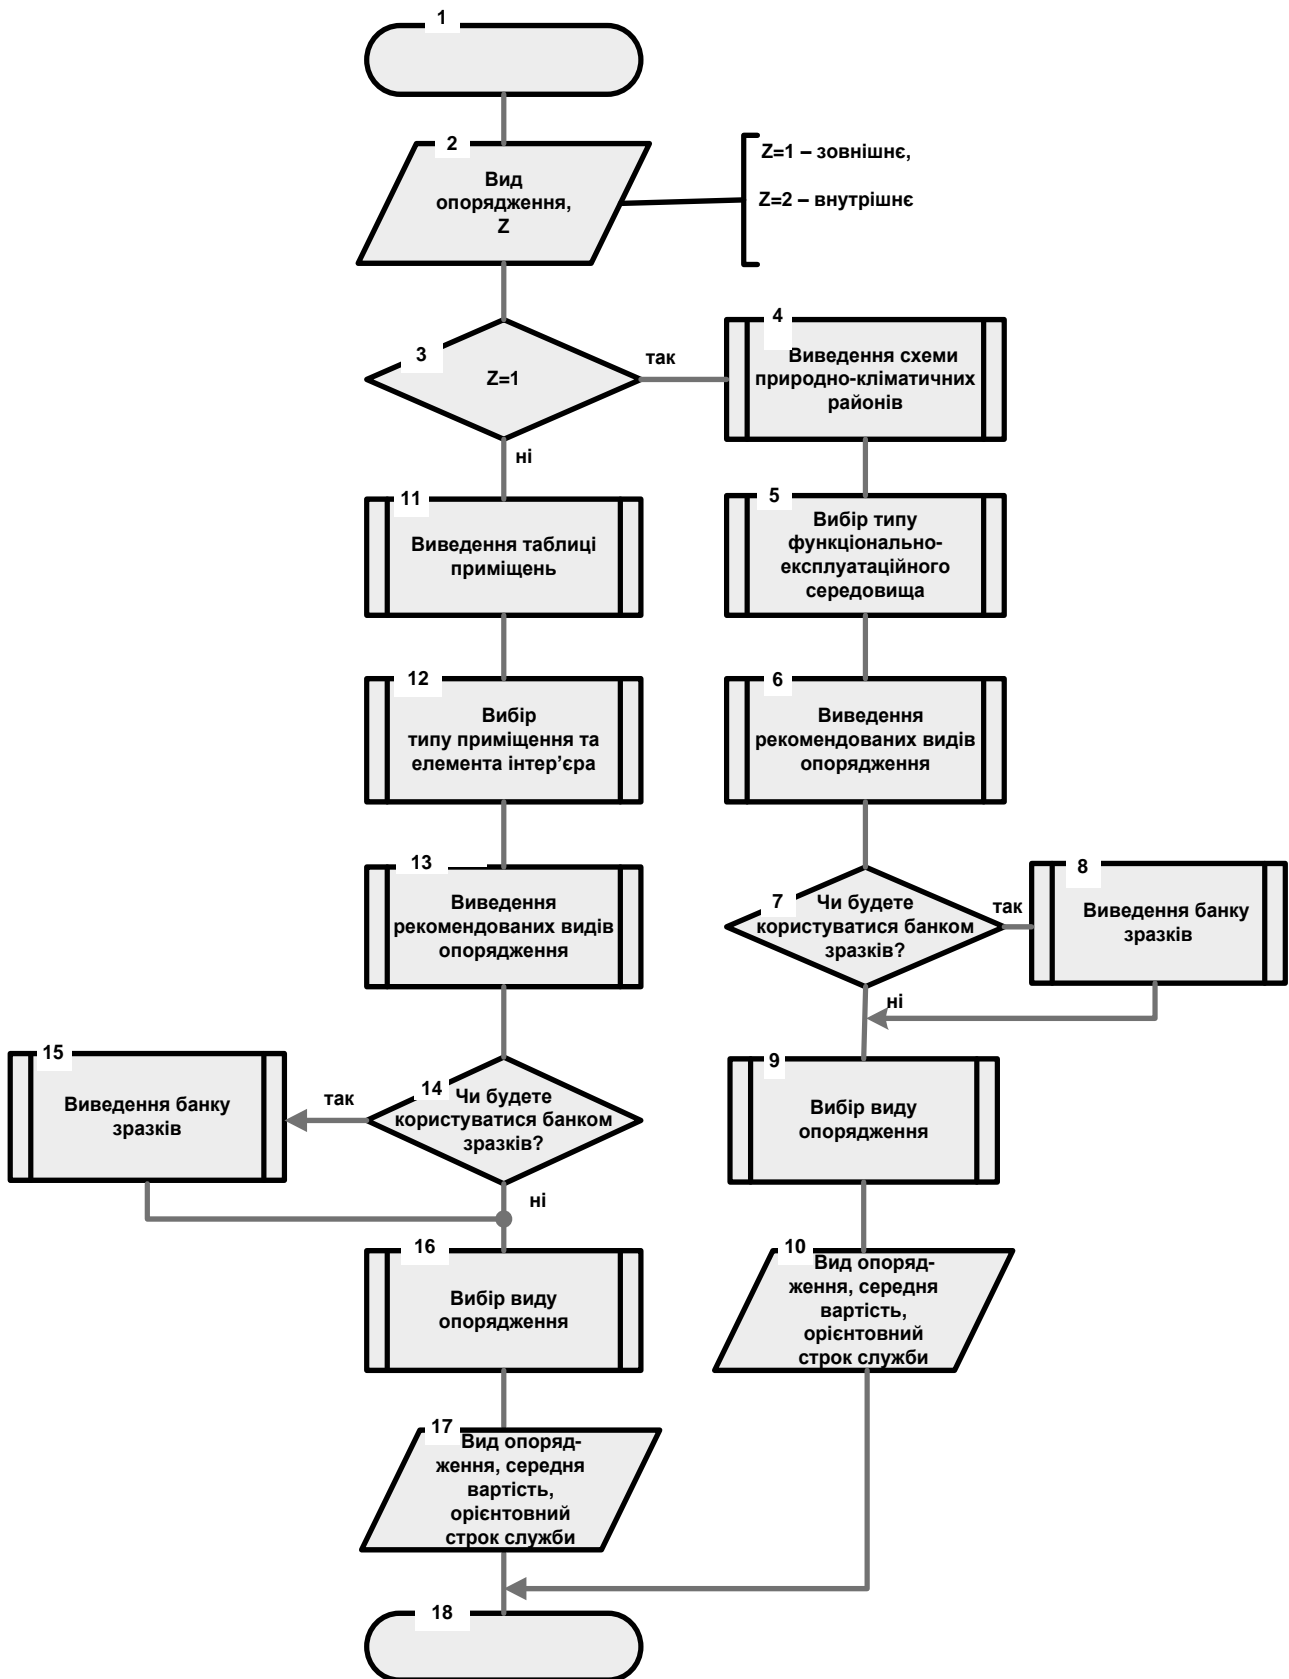 1
2
Вид
опорядження,
Z
Z=1 – зовнішнє,
Z=2 – внутрішнє
3
Z=1
так
ні
4
Виведення схеми
природно-кліматичних
районів
5
Вибір типу
функціонально-
експлуатаційного
середовища
6
Виведення
рекомендованих видів
опорядження
7
Чи будете
користуватися банком
зразків?
так
ні
8
Виведення банку
зразків
9
Вибір виду
опорядження
10
Вид опоряд-
ження, середня
вартість,
орієнтовний
строк служби
11
Виведення таблиці
приміщень
12
Вибір
типу приміщення та
елемента інтер’єра
13
Виведення
рекомендованих видів
опорядження
14
Чи будете
користуватися банком
зразків?
так
ні
15
Виведення банку
зразків
16
Вибір виду
опорядження
17
Вид опоряд-
ження, середня
вартість,
орієнтовний
строк служби
18